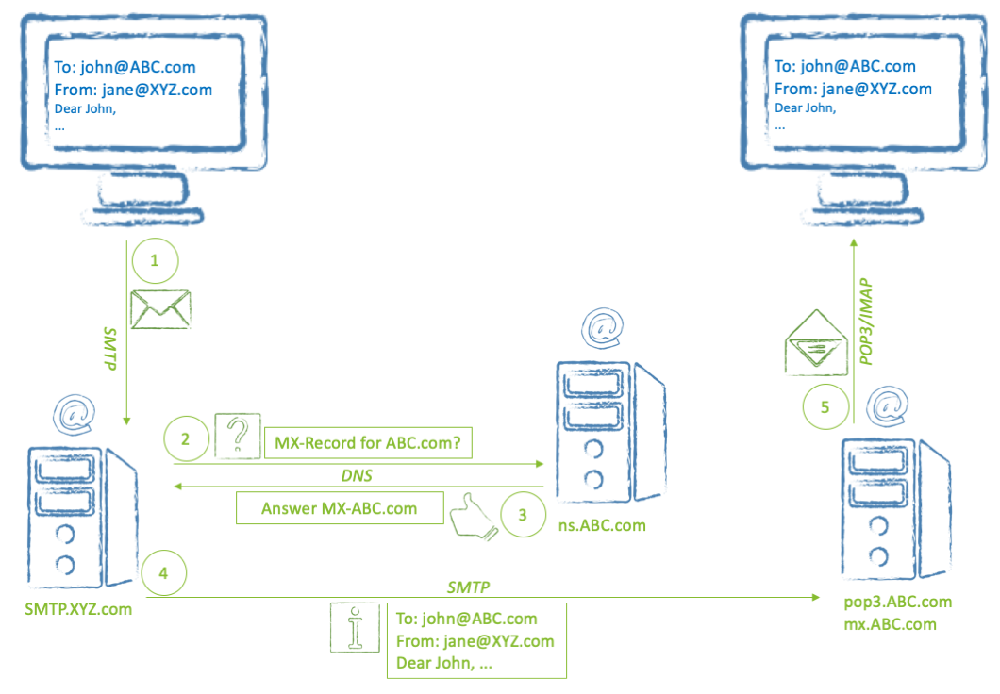 To: john@ABC.com
From: jane@XYZ.com
Dear John,
...
To: john@ABC.com
From: jane@XYZ.com
Dear John,
...
1
SMTP
@
2
?
MX-Record for ABC.com?
DNS
Answer MX-ABC.com
3
@
ns.ABC.com
POP3/IMAP
5
@
4
SMTP.XYZ.com
SMTP
i
To: john@ABC.com
From: jane@XYZ.com
Dear John, ...
pop3.ABC.com
mx.ABC.com